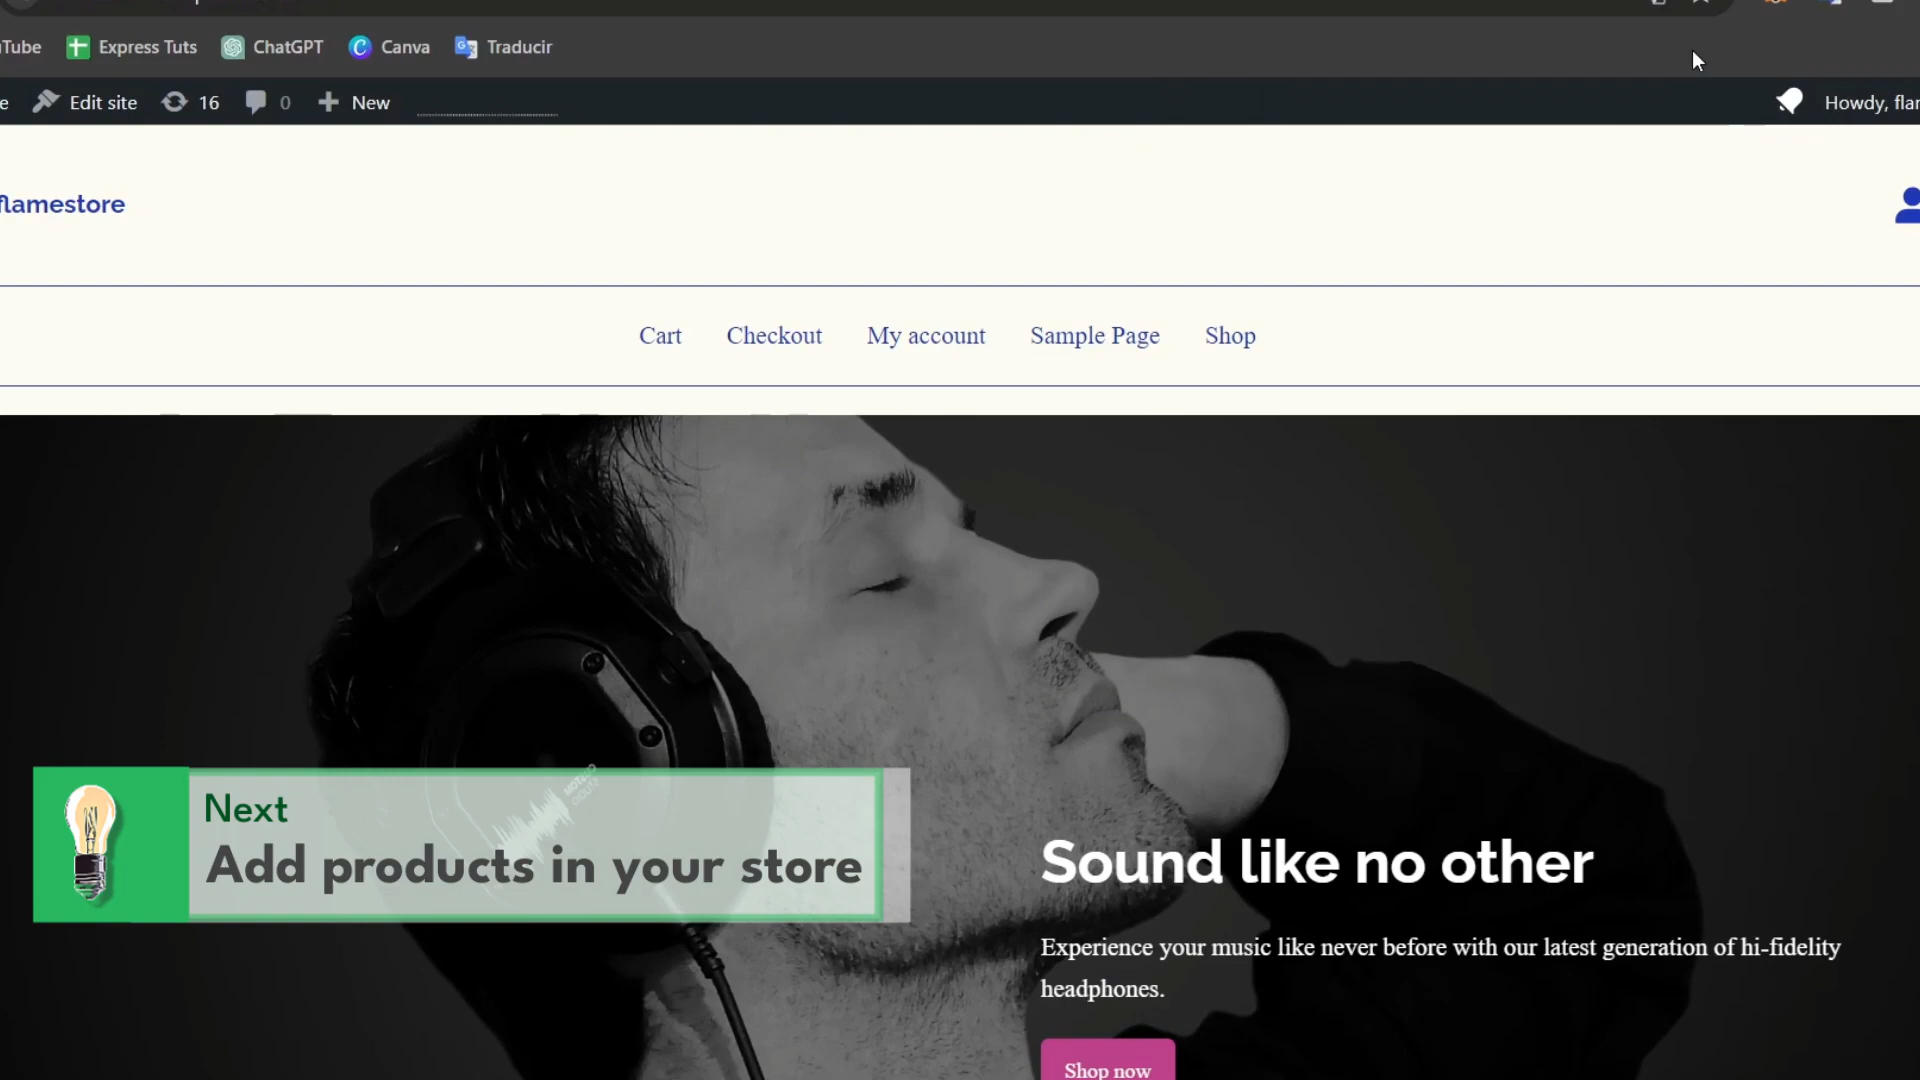 Tube Express Tuts ChatGPT Canva Traducir
e Edit site 16 0 New Howdy, flam
flamestore
Cart Checkout My account Sample Page Shop
Next
Add products in your store
Sound like no other
Experience your music like never before with our latest generation of hi-fidelity
headphones.
Shop now